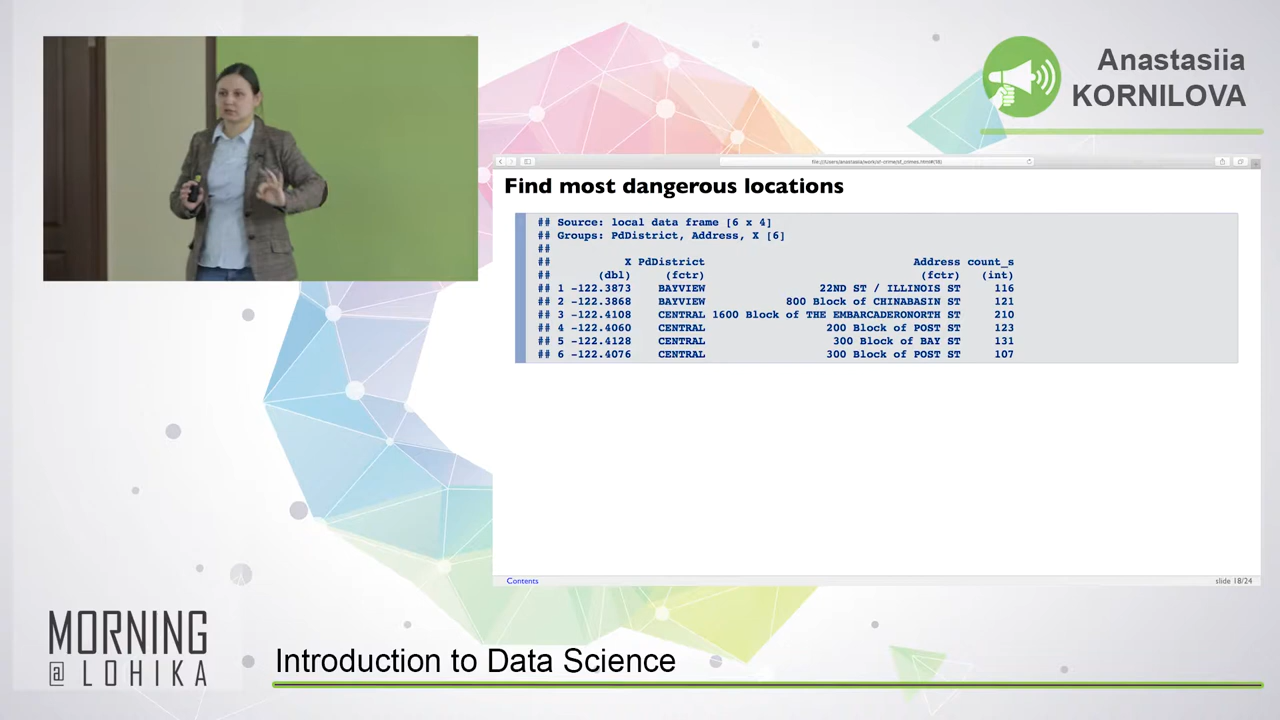 Anastasiia
KORNILOVA
Find most dangerous locations
## Source: local data frame [6 x 4]
## Groups: PdDistrict, Address, X [6]
##
## X PdDistrict Address count_s
## (dbl) (fctr) (fctr) (int)
## 1 -122.3873 BAYVIEW 22ND ST / ILLINOIS ST 116
## 2 -122.3868 BAYVIEW 800 Block of CHINABASIN ST 121
## 3 -122.4108 CENTRAL 1600 Block of THE EMBARCADERONORTH ST 210
## 4 -122.4060 CENTRAL 200 Block of POST ST 123
## 5 -122.4128 CENTRAL 300 Block of BAY ST 131
## 6 -122.4076 CENTRAL 300 Block of POST ST 107
Contents
slide 18/24
MORNING
@ LOHIKA
Introduction to Data Science